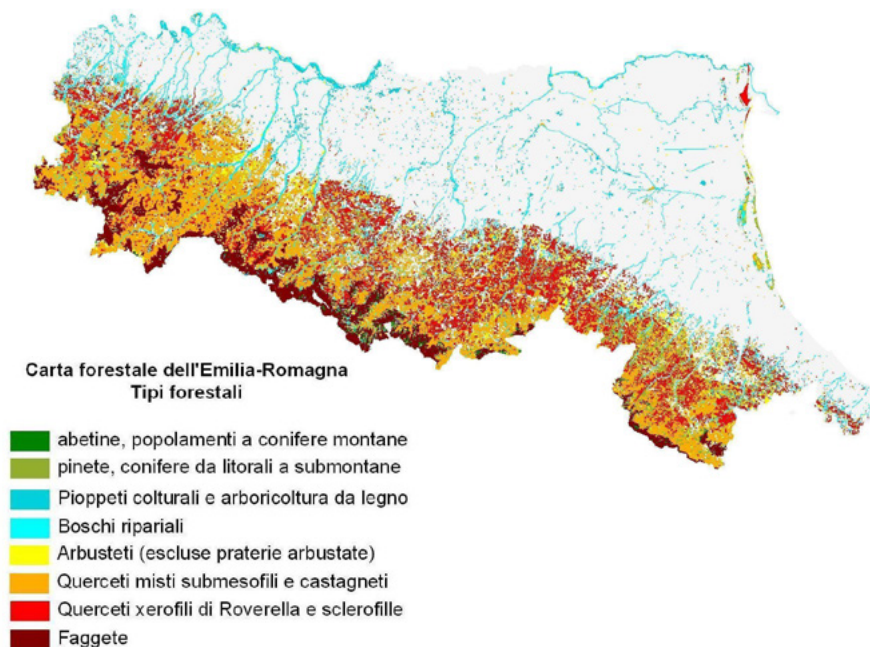 Carta forestale dell'Emilia-Romagna
Tipi forestali
abetine, popolamenti a conifere montane
pinete, conifere da litorali a submontane
Pioppeti colturali e arboricoltura da legno
Boschi ripariali
Arbusteti (escluse praterie arbustate)
Querceti misti submesofili e castagneti
Querceti xerofili di Roverella e sclerofille
Faggete